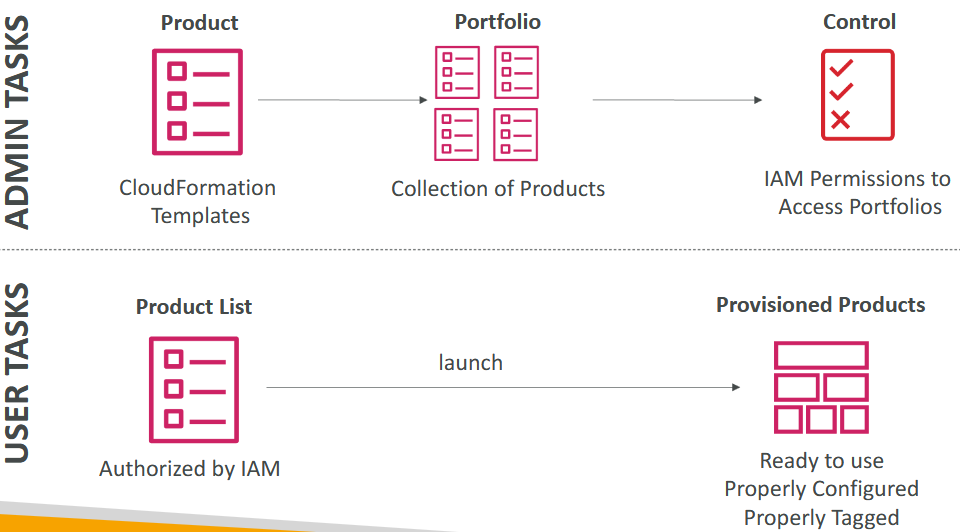 ADMIN TASKS
Product
Portfolio
Control
CloudFormation
Templates
Collection of Products
IAM Permissions to
Access Portfolios
USER TASKS
Product List
Provisioned Products
launch
Authorized by IAM
Ready to use
Properly Configured
Properly Tagged